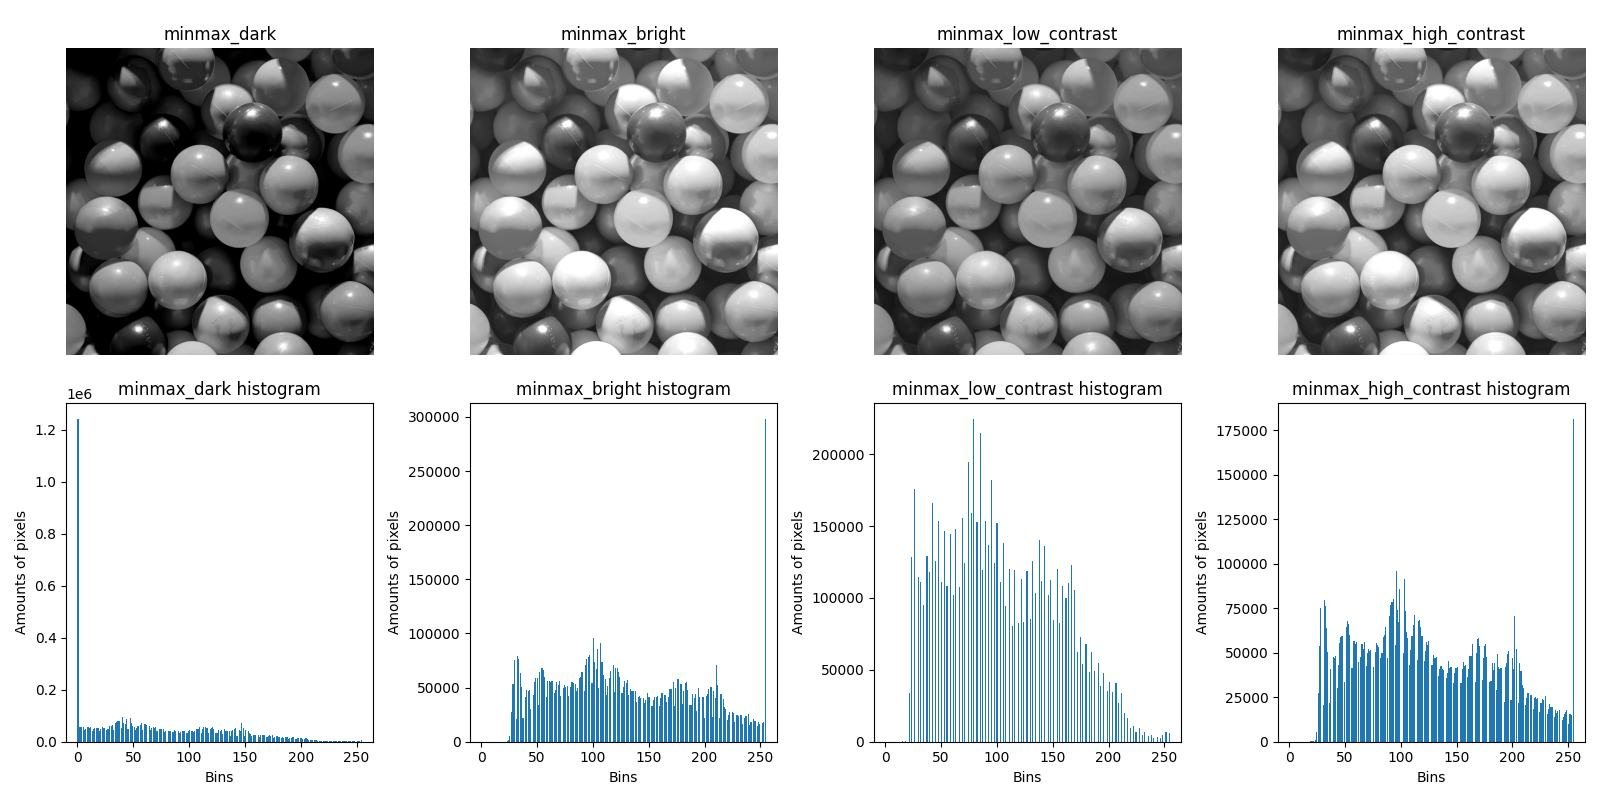 minmax_dark
minmax_bright
minmax_low_contrast
minmax_high_contrast
minmax_dark histogram
1e6
Amounts of pixels
1.2
1.0
0.8
0.6
0.4
0.2
0.0
0 50 100 150 200 250
Bins
minmax_bright histogram
Amounts of pixels
300000
250000
200000
150000
100000
50000
0
0 50 100 150 200 250
Bins
minmax_low_contrast histogram
Amounts of pixels
200000
150000
100000
50000
0
0 50 100 150 200 250
Bins
minmax_high_contrast histogram
Amounts of pixels
175000
150000
125000
100000
75000
50000
25000
0
0 50 100 150 200 250
Bins